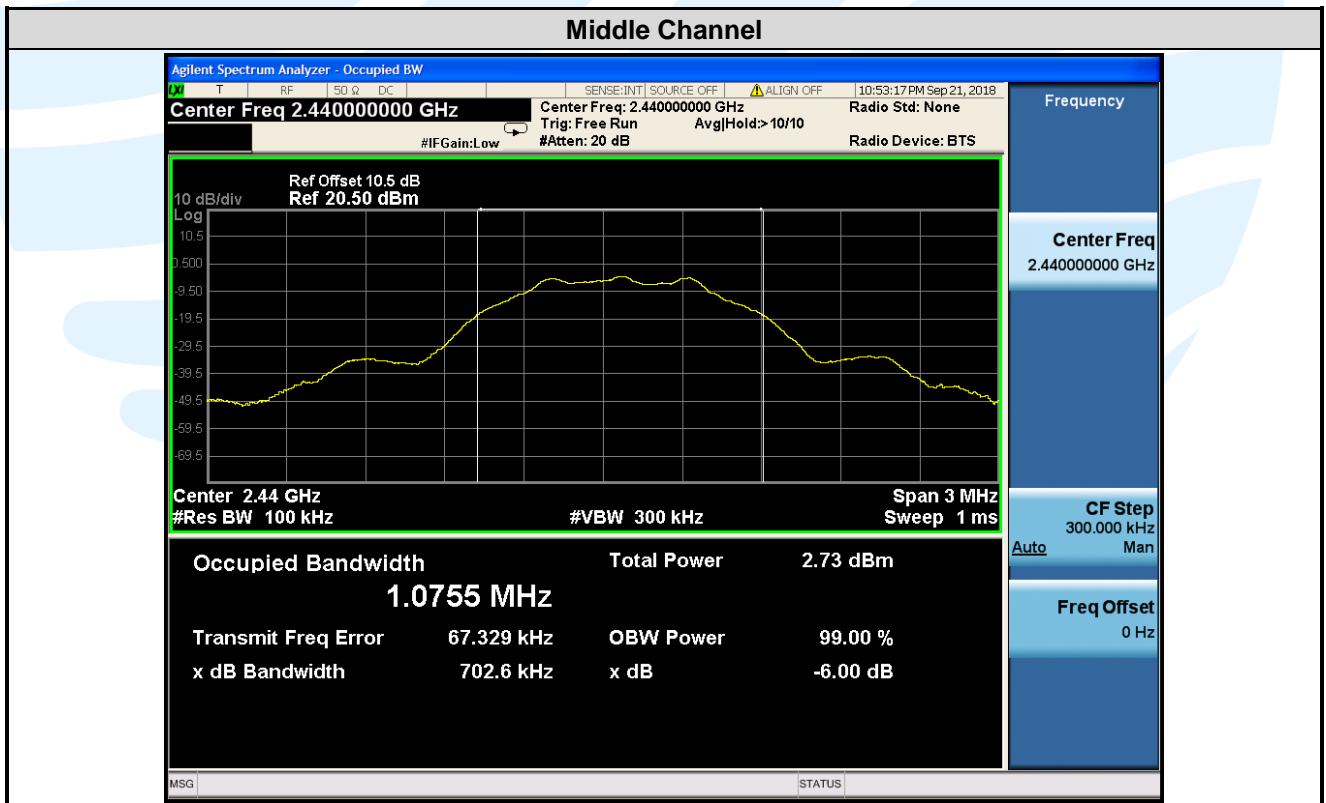 Middle Channel
Agilent Spectrum Analyzer - Occupied BW
LXI T RF 50 Ω DC SENSE:INT SOURCE OFF ALIGN OFF 10:53:17 PM Sep 21, 2018
Center Freq 2.440000000 GHz Center Freq: 2.440000000 GHz Radio Std: None
Trig: Free Run Avg|Hold:> 10/10
#IFGain:Low #Atten: 20 dB Radio Device: BTS
Ref Offset 10.5 dB
10 dB/div Ref 20.50 dBm
Log
10.5
0.500
-9.50
-19.5
-29.5
-39.5
-49.5
-59.5
-69.5
Center 2.44 GHz Span 3 MHz
#Res BW 100 kHz #VBW 300 kHz Sweep 1 ms
Occupied Bandwidth Total Power 2.73 dBm
1.0755 MHz
Transmit Freq Error 67.329 kHz OBW Power 99.00 %
x dB Bandwidth 702.6 kHz x dB -6.00 dB
MSG STATUS
Frequency
Center Freq
2.440000000 GHz
CF Step
300.000 kHz
Auto Man
Freq Offset
0 Hz